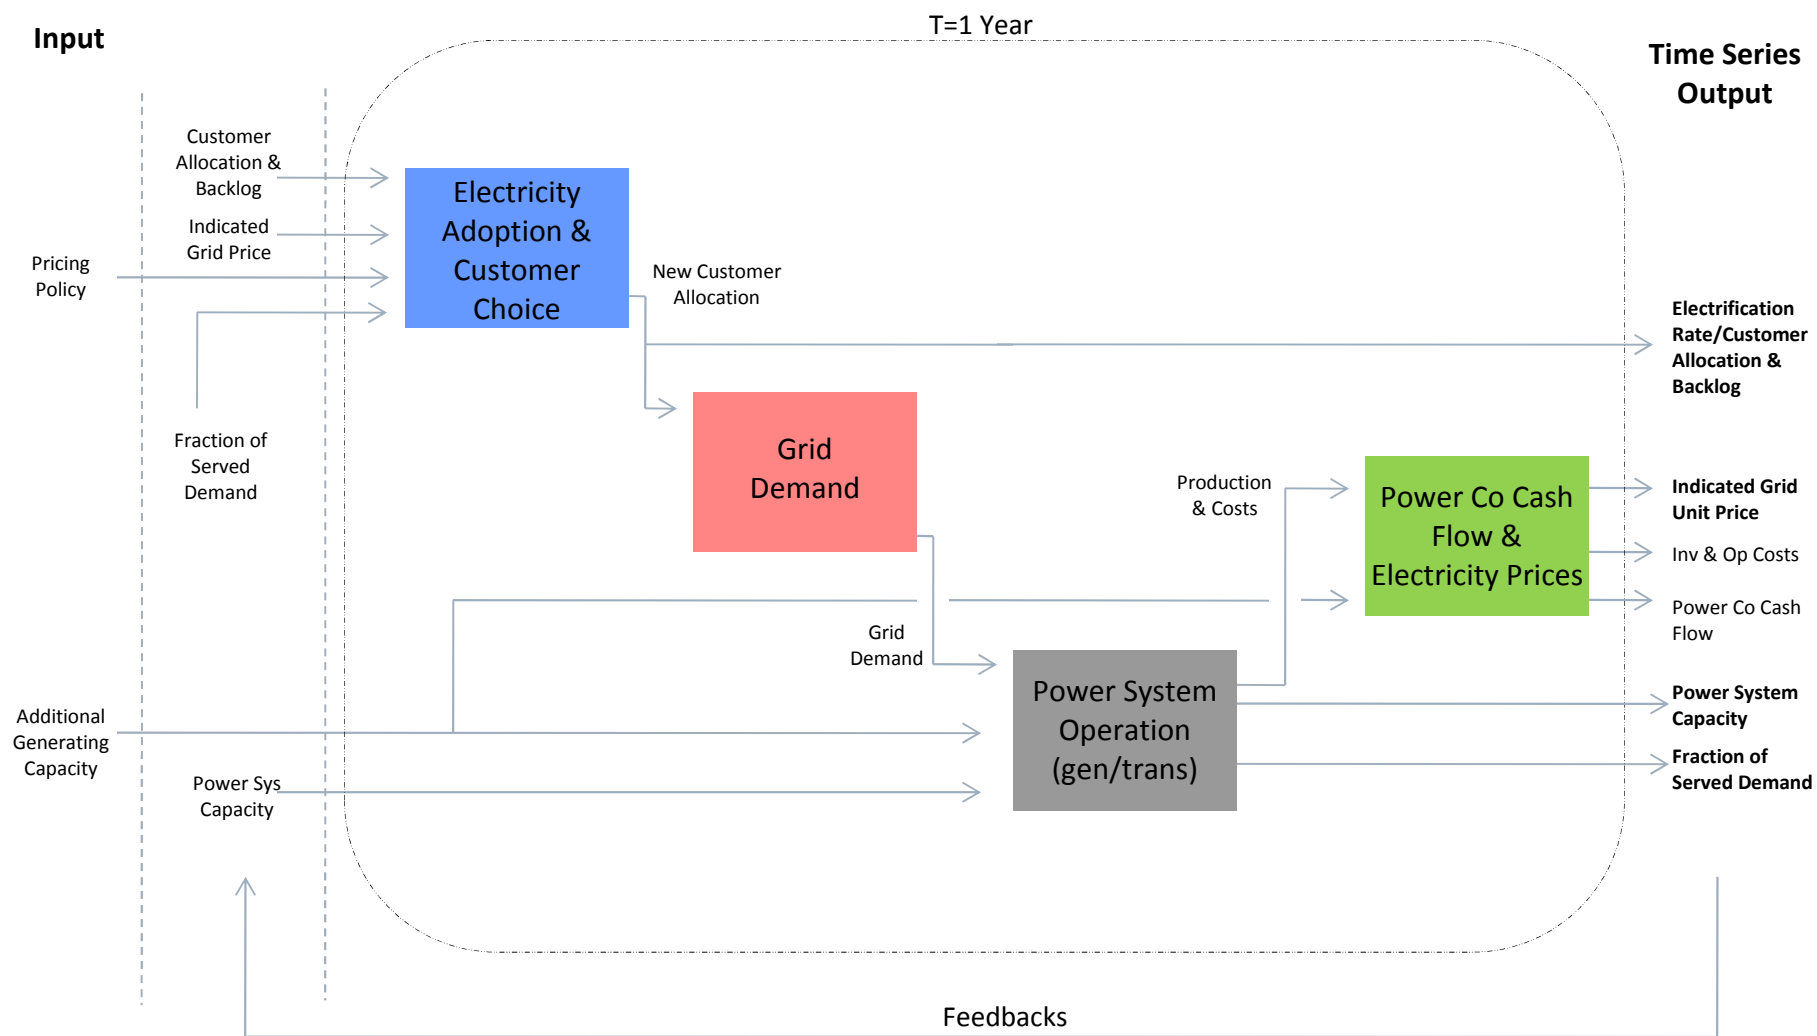 T=1 Year
Input
Time Series
Output
Customer
Allocation &
Backlog
Indicated
Grid Price
Pricing
Policy
Fraction of
Served
Demand
Electricity
Adoption &
Customer
Choice
New Customer
Allocation
Electrification
Rate/Customer
Allocation &
Backlog
Grid
Demand
Production
& Costs
Power Co Cash
Flow &
Electricity Prices
Indicated Grid
Unit Price
Inv & Op Costs
Power Co Cash
Flow
Grid
Demand
Power System
Operation
(gen/trans)
Power System
Capacity
Fraction of
Served Demand
Additional
Generating
Capacity
Power Sys
Capacity
Feedbacks